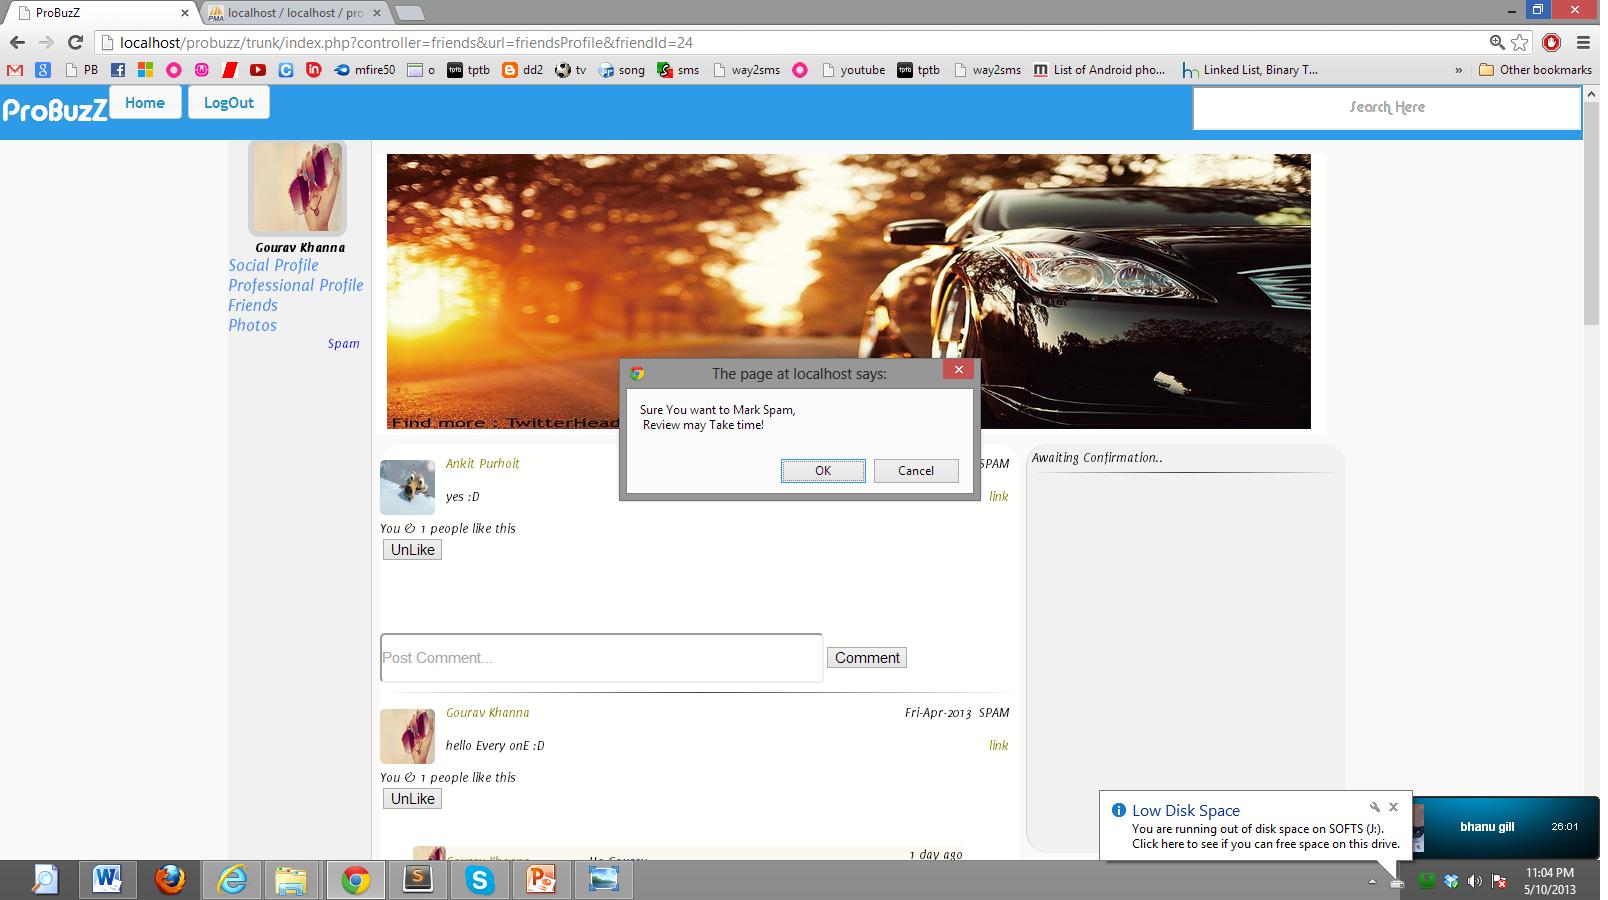 ProBuzZ
localhost / localhost / pro
localhost/probuzz/trunk/index.php?controller=friends&url=friendsProfile&friendId=24
PB
mfire50
o
tptb
dd2
tv
song
sms
way2sms
youtube
tptb
way2sms
List of Android pho...
Linked List, Binary T...
»
Other bookmarks
ProBuzZ
Home
LogOut
Search Here
Gourav Khanna
Social Profile
Professional Profile
Friends
Photos
Spam
Find more : TwitterHead
The page at localhost says:
Sure You want to Mark Spam,
Review may Take time!
OK
Cancel
Ankit Purhoit
SPAM
yes :D
link
You & 1 people like this
UnLike
Post Comment...
Comment
Awaiting Confirmation..
Gourav Khanna
Fri-Apr-2013 SPAM
hello Every onE :D
link
You & 1 people like this
UnLike
Gourav Khanna
1 day ago
Low Disk Space
You are running out of disk space on SOFTS (J:).
Click here to see if you can free space on this drive.
bhanu gill
26:01
11:04 PM
5/10/2013